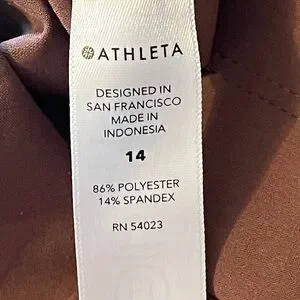 ATHLETA
DESIGNED IN
SAN FRANCISCO
MADE IN
INDONESIA
14
86% POLYESTER
14% SPANDEX
RN 54023